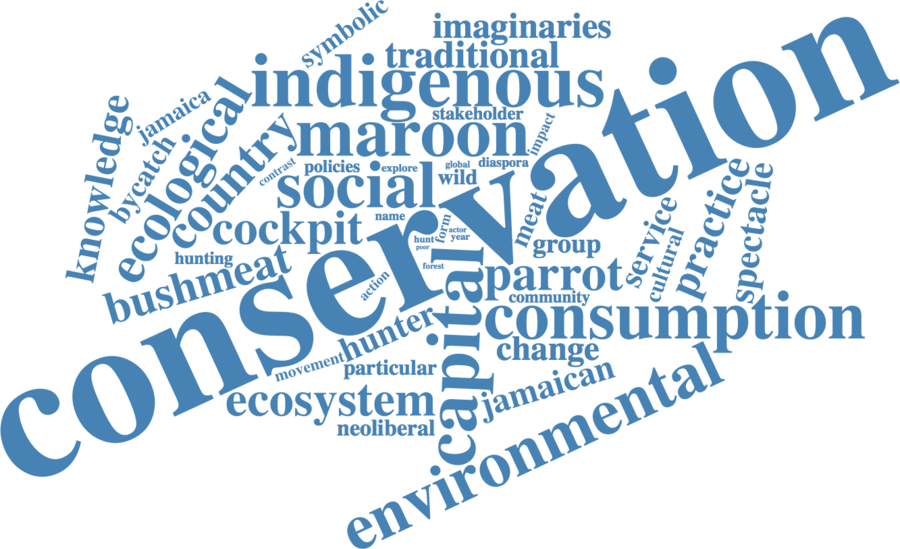 symbolic
imaginaries
traditional
indigenous
conservation
knowledge
jamaica
bycatch
ecological
country
contrast
maroon
stakeholder
impact
policies
explore
global
diaspora
social
wild
cockpit
name
form
actor
year
hunt
poor
forest
meat
group
service
cultural
practice
spectacle
hunting
bushmeat
action
parrot
community
consumption
capital
hunter
movement
particular
change
ecosystem
jamaican
neoliberal
environmental